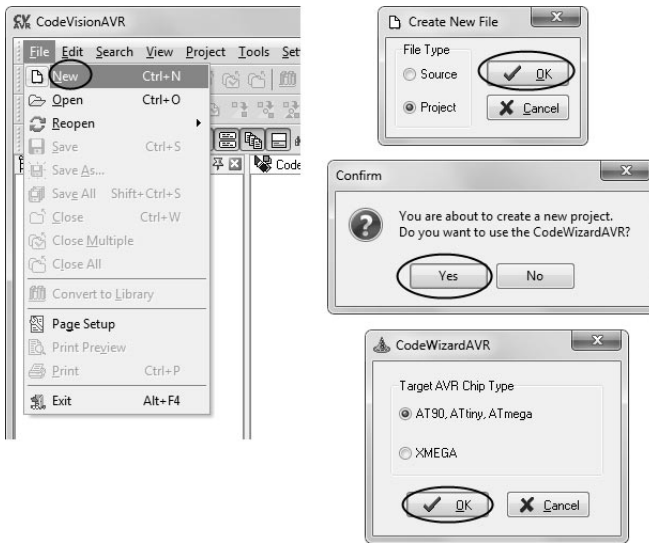 CodeVisionAVR
File Edit Search View Project Tools Set
New Ctrl+N
Open Ctrl+O
Reopen
Save Ctrl+S
Save As...
Save All Shift+Ctrl+S
Close Ctrl+W
Close Multiple
Close All
Convert to Library
Page Setup
Print Preview
Print Ctrl+P
Exit Alt+F4
Code
Create New File
File Type
Source
Project
OK
Cancel
Confirm
You are about to create a new project.
Do you want to use the CodeWizardAVR?
Yes No
CodeWizardAVR
Target AVR Chip Type
AT90, ATtiny, ATmega
XMEGA
OK Cancel